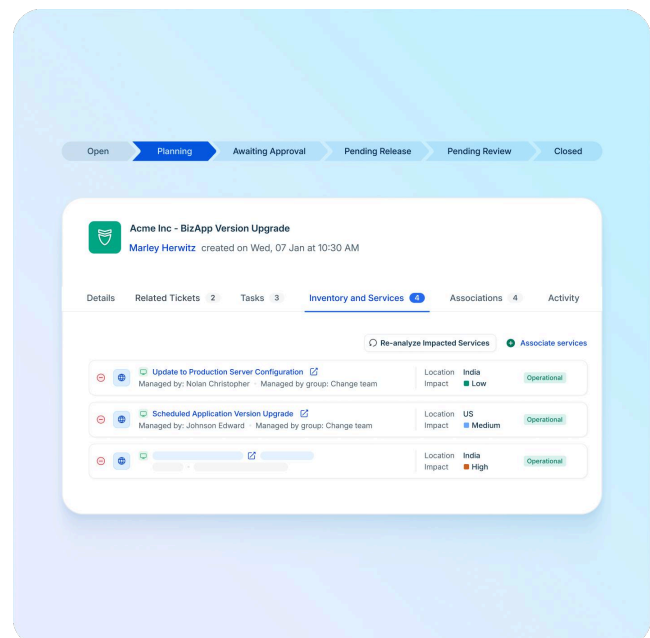 Open Planning Awaiting Approval Pending Release Pending Review Closed
Acme Inc - BizApp Version Upgrade
Marley Herwitz created on Wed, 07 Jan at 10:30 AM
Details Related Tickets 2 Tasks 3 Inventory and Services 4 Associations 4 Activity
Re-analyze Impacted Services Associate services
Update to Production Server Configuration
Managed by: Nolan Christopher · Managed by group: Change team
Location India
Impact Low
Operational
Scheduled Application Version Upgrade
Managed by: Johnson Edward · Managed by group: Change team
Location US
Impact Medium
Operational
Location India
Impact High
Operational